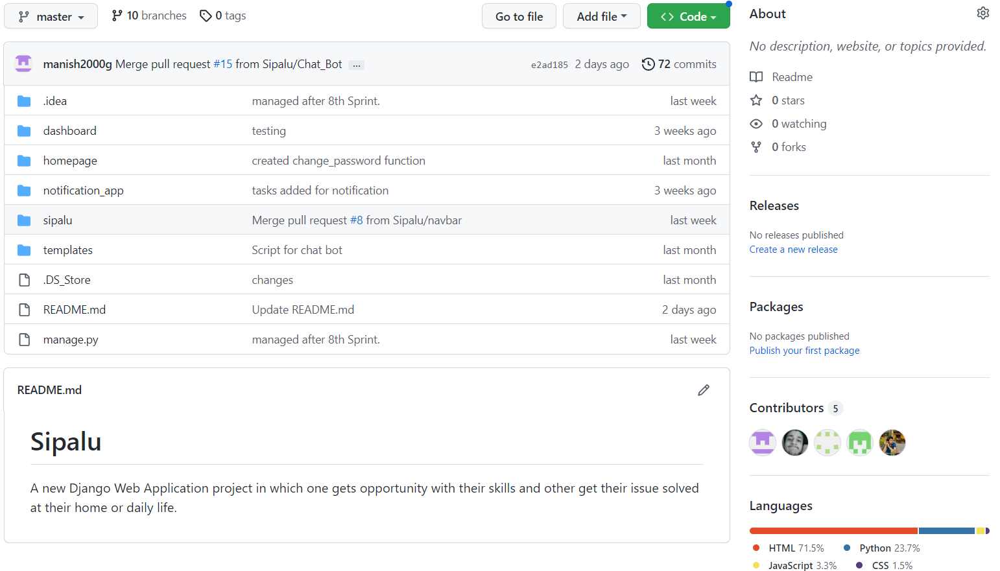 master
10 branches
0 tags
Go to file
Add file
Code
manish2000g Merge pull request #15 from Sipalu/Chat_Bot ... e2ad185 2 days ago 72 commits
.idea managed after 8th Sprint. last week
dashboard testing 3 weeks ago
homepage created change_password function last month
notification_app tasks added for notification 3 weeks ago
sipalu Merge pull request #8 from Sipalu/navbar last week
templates Script for chat bot last month
.DS_Store changes last month
README.md Update README.md 2 days ago
manage.py managed after 8th Sprint. last week
README.md
Sipalu
A new Django Web Application project in which one gets opportunity with their skills and other get their issue solved
at their home or daily life.
About
No description, website, or topics provided.
Readme
0 stars
0 watching
0 forks
Releases
No releases published
Create a new release
Packages
No packages published
Publish your first package
Contributors 5
Languages
HTML 71.5% Python 23.7%
JavaScript 3.3% CSS 1.5%